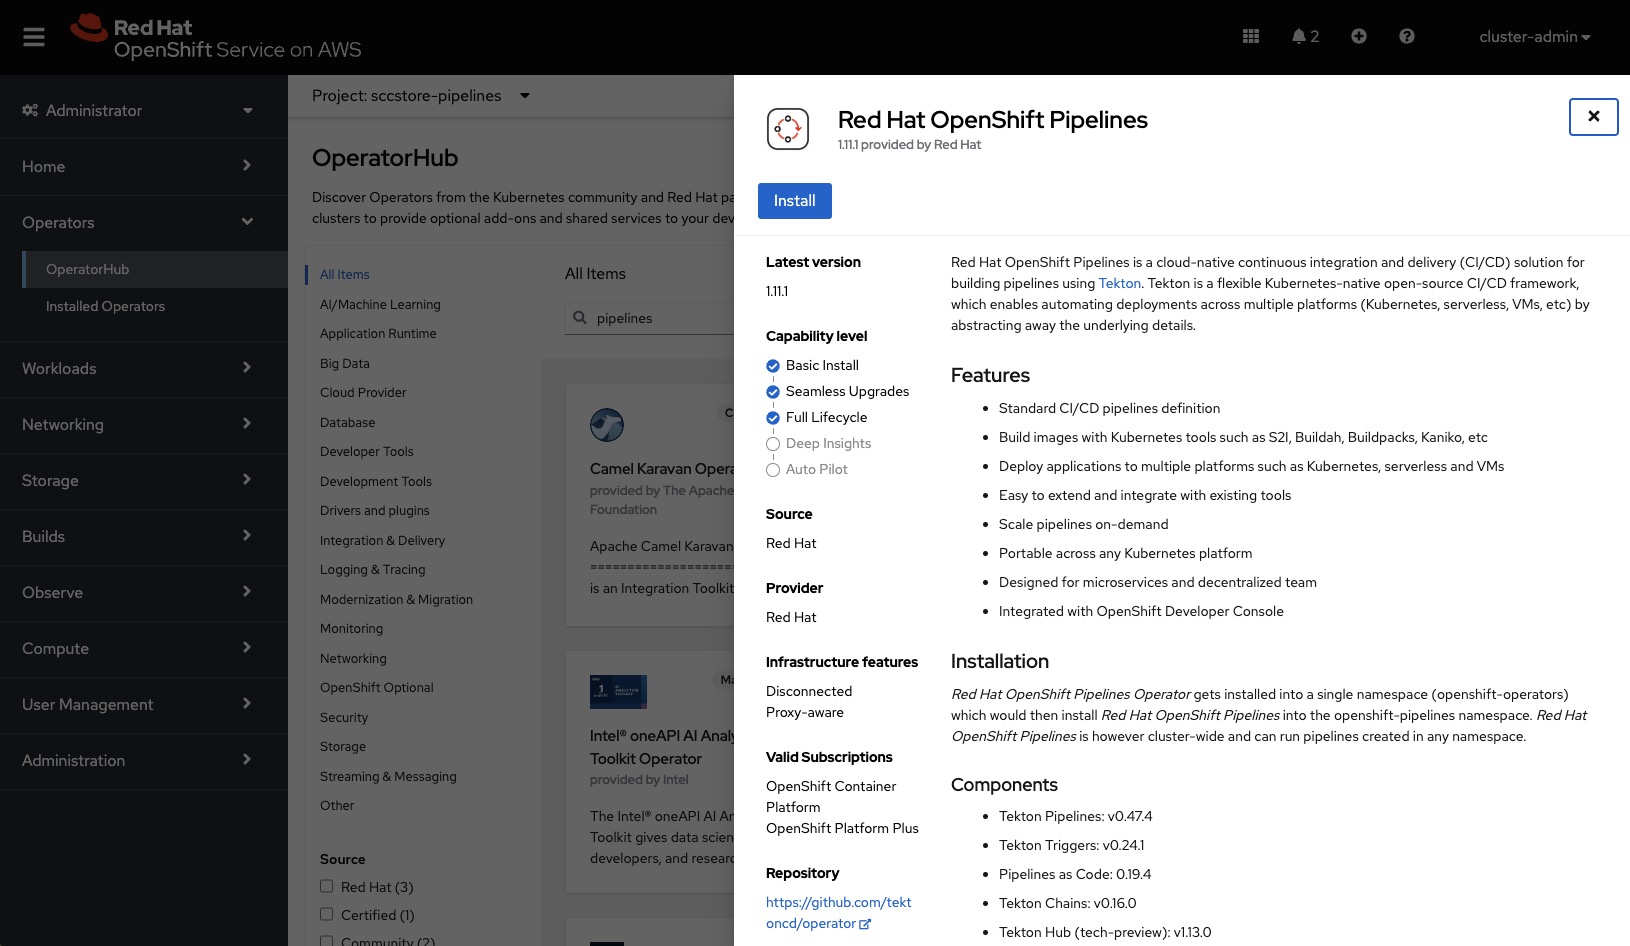 Red Hat
OpenShift Service on AWS
2
cluster-admin
Administrator
Home
Operators
OperatorHub
Installed Operators
Workloads
Networking
Storage
Builds
Observe
Compute
User Management
Administration
Project: sccstore-pipelines
OperatorHub
Discover Operators from the Kubernetes community and Red Hat pa
clusters to provide optional add-ons and shared services to your dev
All Items
AI/Machine Learning
Application Runtime
Big Data
Cloud Provider
Database
Developer Tools
Development Tools
Drivers and plugins
Integration & Delivery
Logging & Tracing
Modernization & Migration
Monitoring
Networking
OpenShift Optional
Security
Storage
Streaming & Messaging
Other
Source
Red Hat (3)
Certified (1)
Community (2)
All Items
pipelines
C
Camel Karavan Opera
provided by The Apache
Foundation
Apache Camel Karavan
===================
is an Integration Toolkit
Ma
Intel® oneAPI AI Analy
Toolkit Operator
provided by Intel
The Intel® oneAPI AI An
Toolkit gives data scien
developers, and researc
Red Hat OpenShift Pipelines
1.11.1 provided by Red Hat
Install
Latest version
1.11.1
Capability level
Basic Install
Seamless Upgrades
Full Lifecycle
Deep Insights
Auto Pilot
Source
Red Hat
Provider
Red Hat
Infrastructure features
Disconnected
Proxy-aware
Valid Subscriptions
OpenShift Container
Platform
OpenShift Platform Plus
Repository
https://github.com/tekt
oncd/operator
Red Hat OpenShift Pipelines is a cloud-native continuous integration and delivery (CI/CD) solution for
building pipelines using Tekton. Tekton is a flexible Kubernetes-native open-source CI/CD framework,
which enables automating deployments across multiple platforms (Kubernetes, serverless, VMs, etc) by
abstracting away the underlying details.
Features
• Standard CI/CD pipelines definition
• Build images with Kubernetes tools such as S2I, Buildah, Buildpacks, Kaniko, etc
• Deploy applications to multiple platforms such as Kubernetes, serverless and VMs
• Easy to extend and integrate with existing tools
• Scale pipelines on-demand
• Portable across any Kubernetes platform
• Designed for microservices and decentralized team
• Integrated with OpenShift Developer Console
Installation
Red Hat OpenShift Pipelines Operator gets installed into a single namespace (openshift-operators)
which would then install Red Hat OpenShift Pipelines into the openshift-pipelines namespace. Red Hat
OpenShift Pipelines is however cluster-wide and can run pipelines created in any namespace.
Components
• Tekton Pipelines: v0.47.4
• Tekton Triggers: v0.24.1
• Pipelines as Code: 0.19.4
• Tekton Chains: v0.16.0
• Tekton Hub (tech-preview): v1.13.0